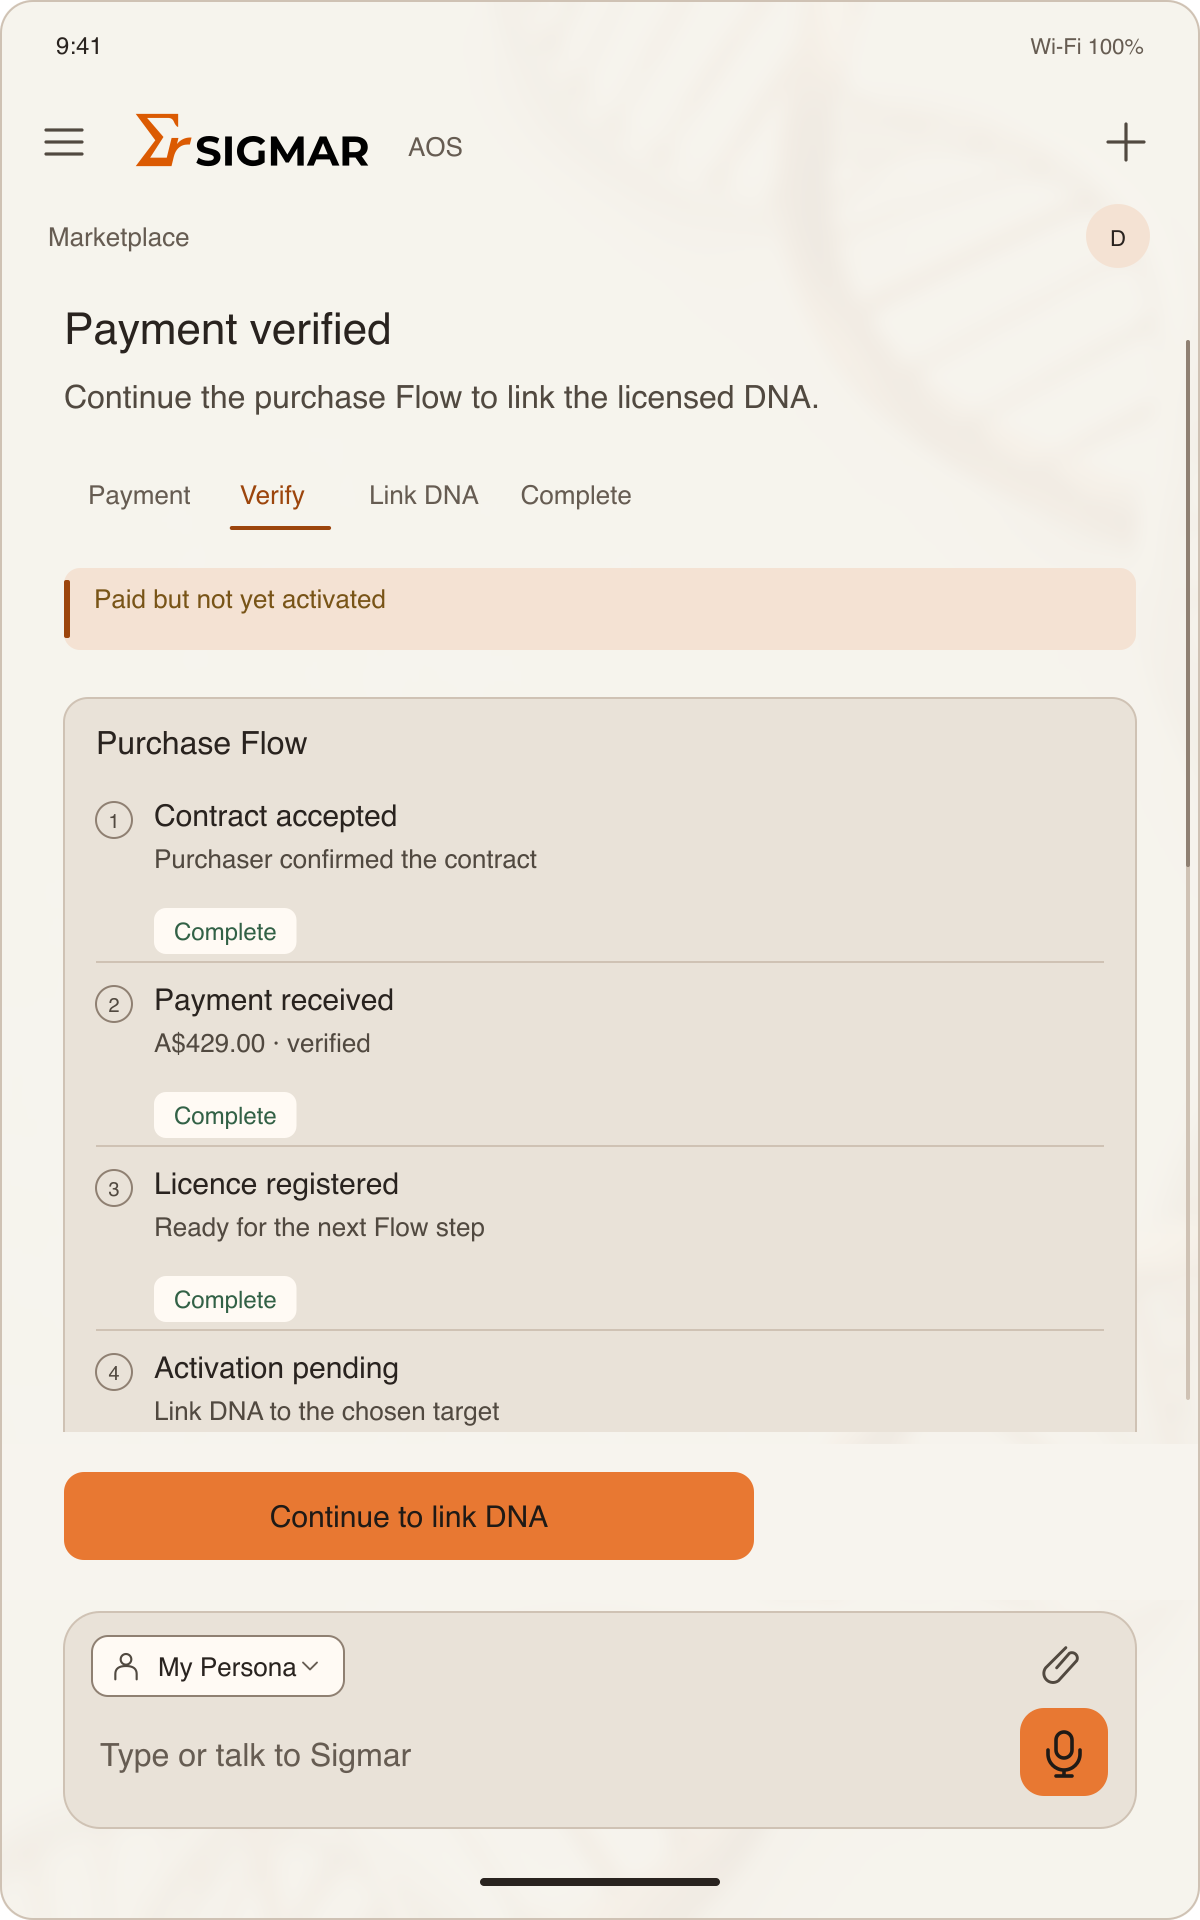 9:41
Wi-Fi 100%
Σr SIGMAR AOS
Marketplace
D
Payment verified
Continue the purchase Flow to link the licensed DNA.
Payment Verify Link DNA Complete
Paid but not yet activated
Purchase Flow
1 Contract accepted
Purchaser confirmed the contract
Complete
2 Payment received
A$429.00 · verified
Complete
3 Licence registered
Ready for the next Flow step
Complete
4 Activation pending
Link DNA to the chosen target
Continue to link DNA
My Persona
Type or talk to Sigmar